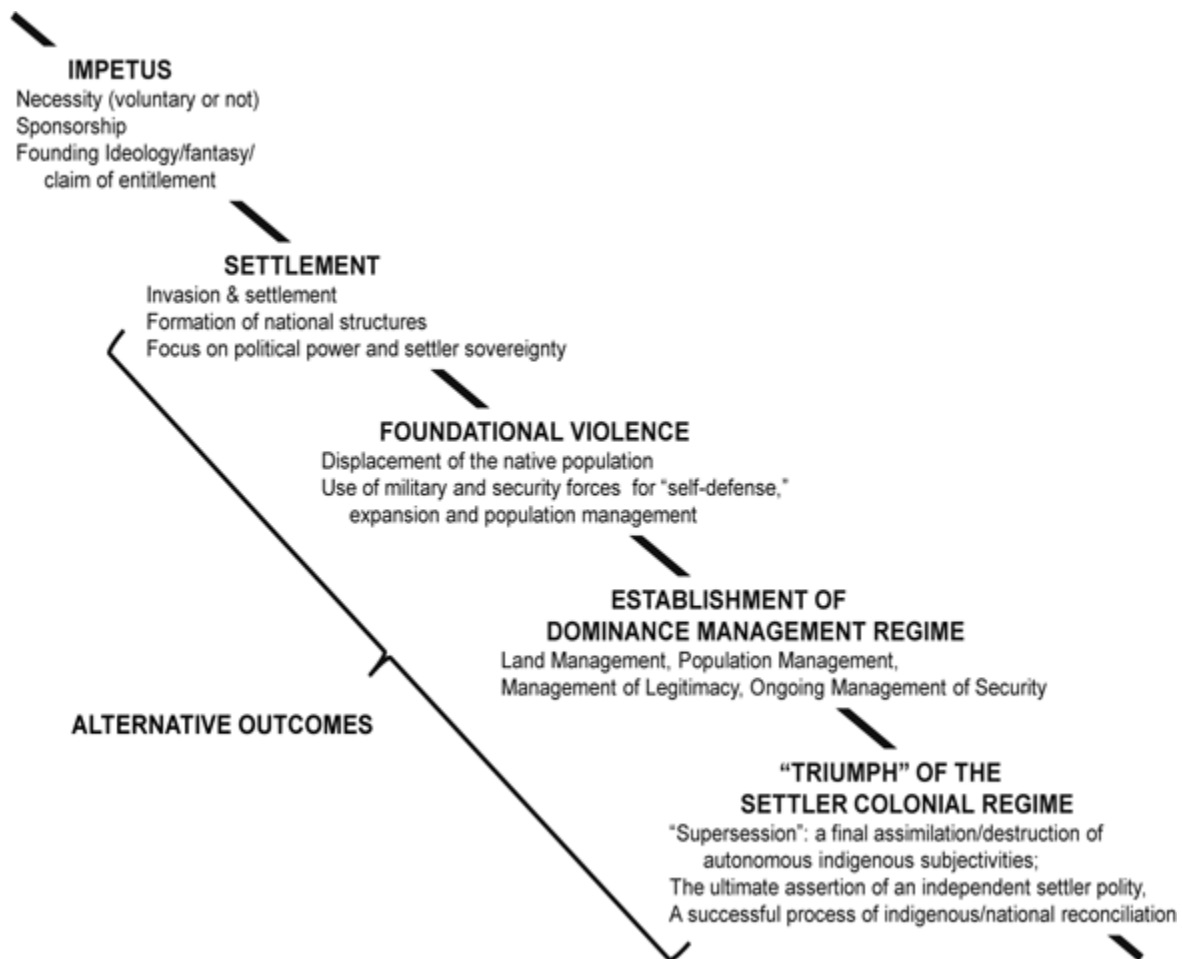 IMPETUS
Necessity (voluntary or not)
Sponsorship
Founding Ideology/fantasy/
claim of entitlement
SETTLEMENT
Invasion & settlement
Formation of national structures
Focus on political power and settler sovereignty
FOUNDATIONAL VIOLENCE
Displacement of the native population
Use of military and security forces for “self-defense,”
expansion and population management
ESTABLISHMENT OF
DOMINANCE MANAGEMENT REGIME
Land Management, Population Management,
Management of Legitimacy, Ongoing Management of Security
ALTERNATIVE OUTCOMES
“TRIUMPH” OF THE
SETTLER COLONIAL REGIME
“Supersession”: a final assimilation/destruction of
autonomous indigenous subjectivities;
The ultimate assertion of an independent settler polity,
A successful process of indigenous/national reconciliation